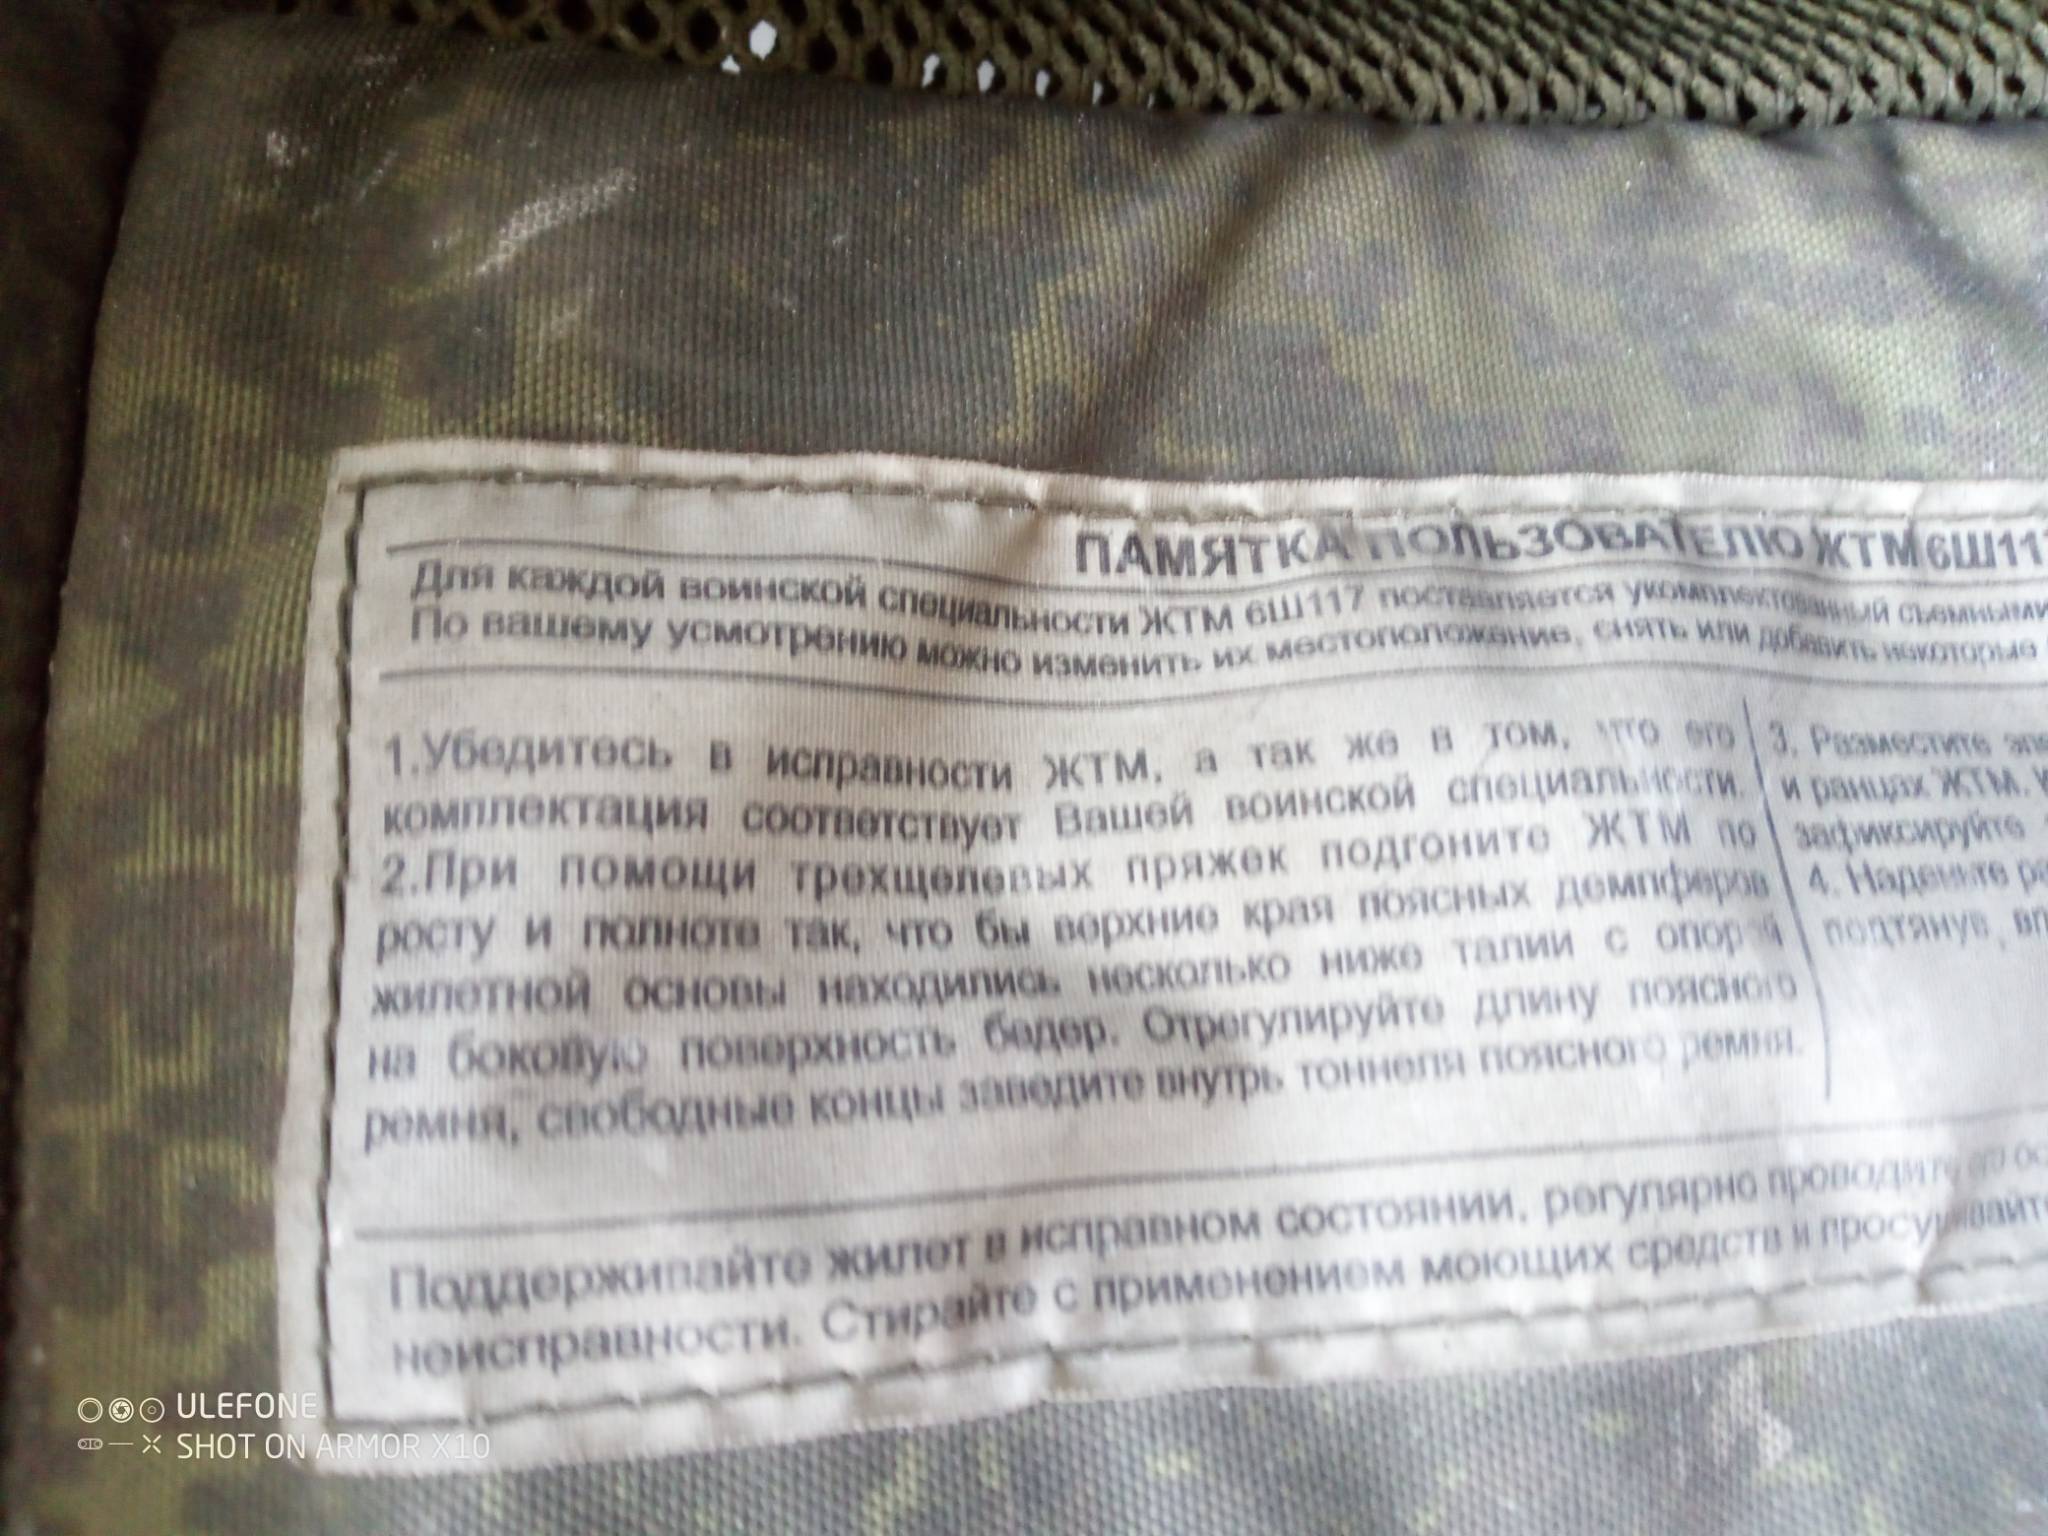 ПАМЯТКА ПОЛЬЗОВАТЕЛЮ ЖТМ 6Ш117
Для каждой воинской специальности ЖТМ 6Ш117 поставляется укомплектованный съемными
По вашему усмотрению можно изменить их местоположение, снять или добавить некоторые
1.Убедитесь в исправности ЖТМ, а так же в том, что его
комплектация соответствует Вашей воинской специальности.
2.При помощи трехщелевых пряжек подгоните ЖТМ по
росту и полноте так, что бы верхние края поясных демпферов
жилетной основы находились несколько ниже талии с опорой
на боковую поверхность бедер. Отрегулируйте длину поясного
ремня, свободные концы заведите внутрь тоннеля поясного ремня.
3. Разместите
и ранцах ЖТМ.
зафиксируйте
4. Наденьте
подтянув,
Поддерживайте жилет в исправном состоянии, регулярно проводите его
неисправности. Стирайте с применением моющих средств и просушивайте
ULEFONE
SHOT ON ARMOR X10